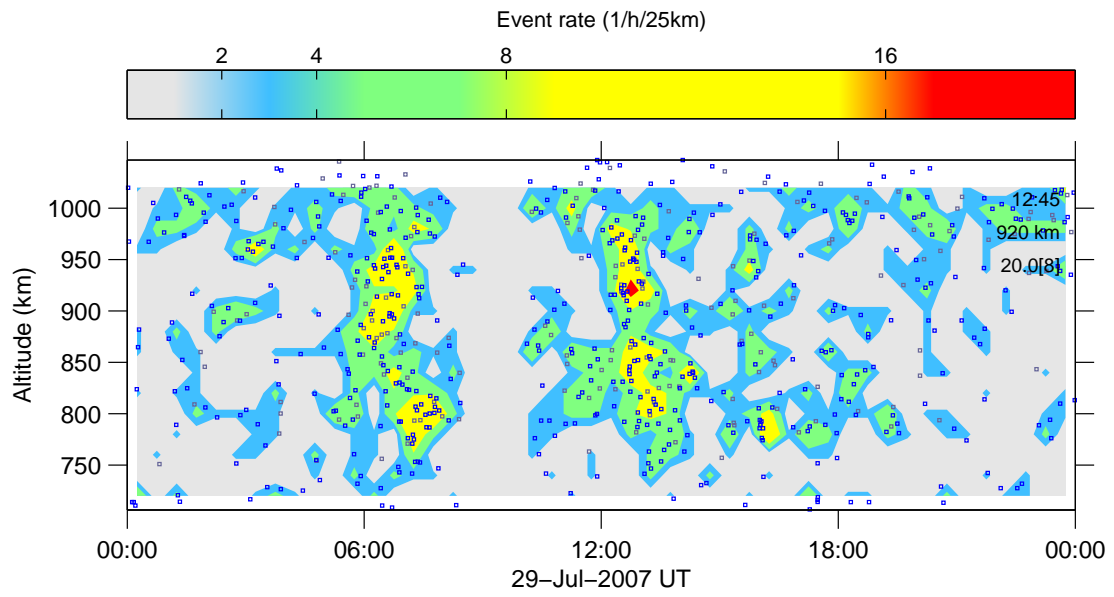 Event rate (1/h/25km)
2 4 8 16
1000
950
900
850
800
750
Altitude (km)
12:45
920 km
20.0[8]
00:00 06:00 12:00 18:00 00:00
29−Jul−2007 UT